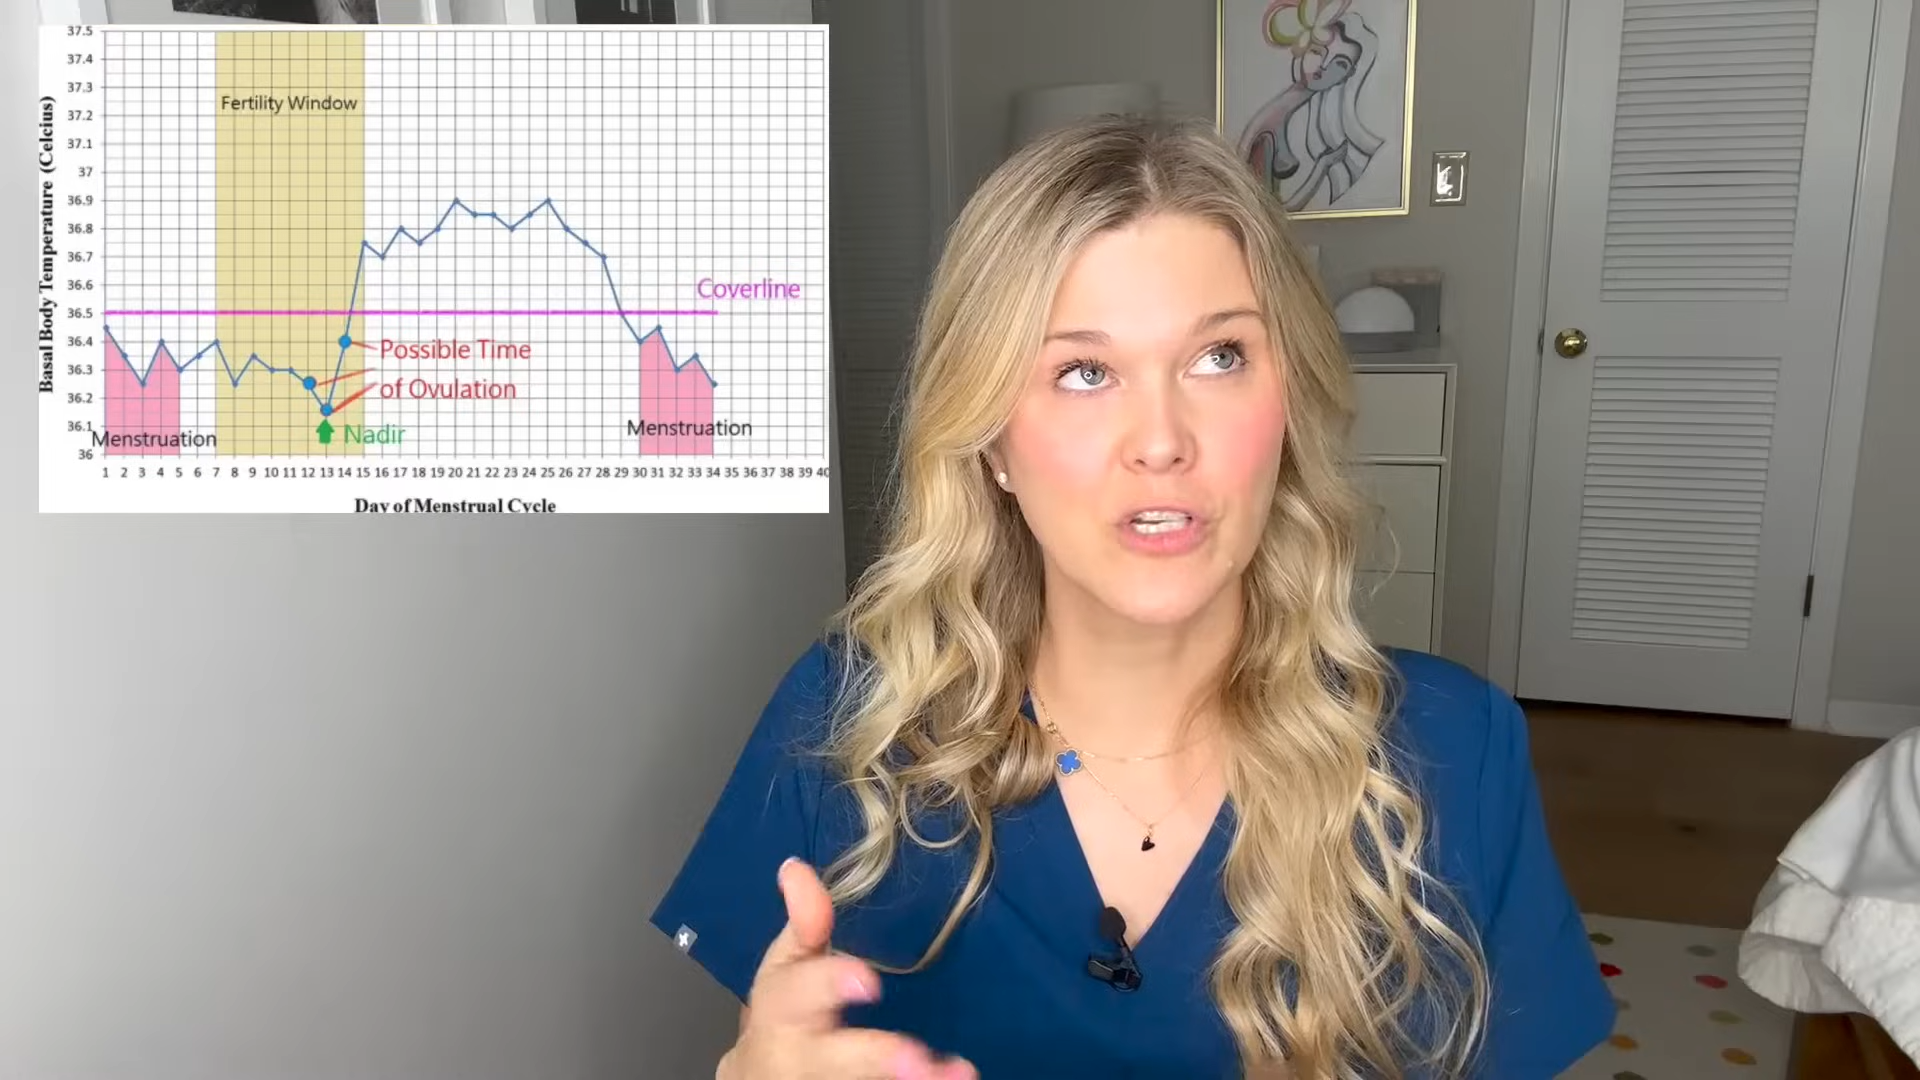 37.5
37.4
37.3
37.2
37.1
37
36.9
36.8
36.7
36.6
36.5
36.4
36.3
36.2
36.1
36
Basal Body Temperature (Celcius)
Fertility Window
Coverline
Possible Time
of Ovulation
Nadir
Menstruation
Menstruation
1 2 3 4 5 6 7 8 9 10 11 12 13 14 15 16 17 18 19 20 21 22 23 24 25 26 27 28 29 30 31 32 33 34 35 36 37 38 39 40
Day of Menstrual Cycle